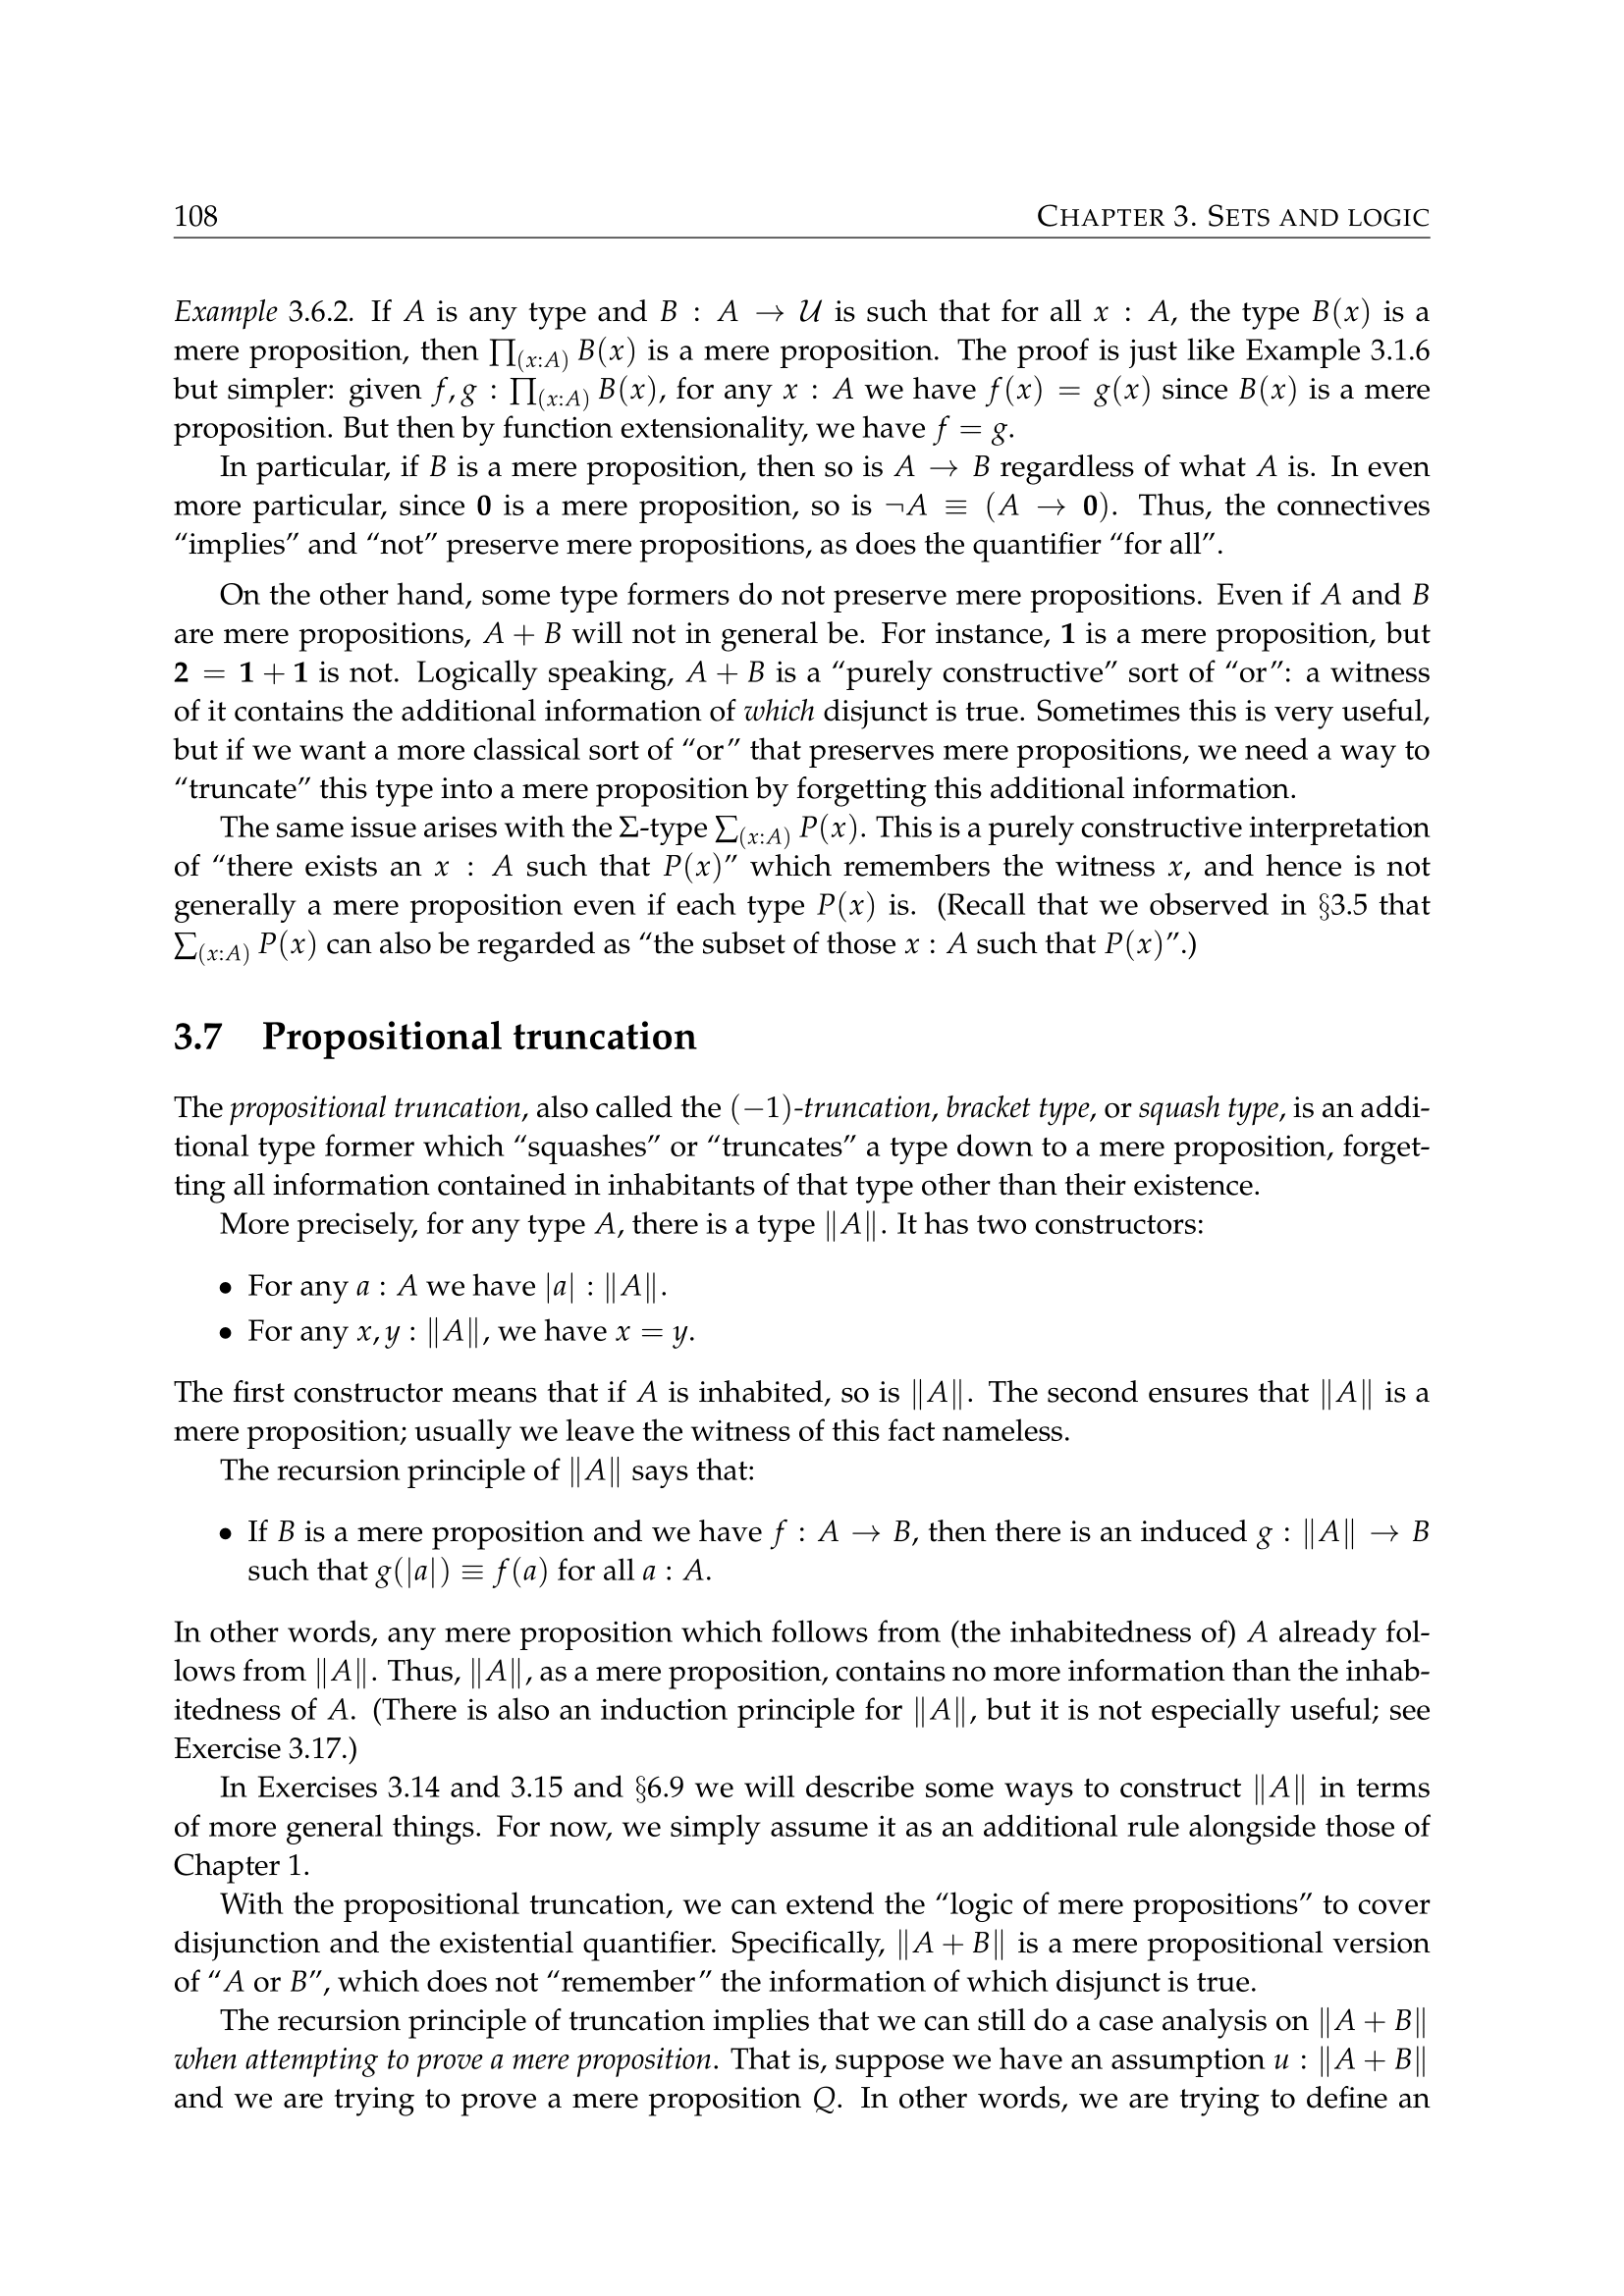 108 CHAPTER 3. SETS AND LOGIC
Example 3.6.2. If A is any type and B : A → 𝒰 is such that for all x : A, the type B(x) is a
mere proposition, then ∏(x:A) B(x) is a mere proposition. The proof is just like Example 3.1.6
but simpler: given f, g : ∏(x:A) B(x), for any x : A we have f(x) = g(x) since B(x) is a mere
proposition. But then by function extensionality, we have f = g.
In particular, if B is a mere proposition, then so is A → B regardless of what A is. In even
more particular, since 0 is a mere proposition, so is ¬A ≡ (A → 0). Thus, the connectives
“implies” and “not” preserve mere propositions, as does the quantifier “for all”.
On the other hand, some type formers do not preserve mere propositions. Even if A and B
are mere propositions, A + B will not in general be. For instance, 1 is a mere proposition, but
2 = 1 + 1 is not. Logically speaking, A + B is a “purely constructive” sort of “or”: a witness
of it contains the additional information of which disjunct is true. Sometimes this is very useful,
but if we want a more classical sort of “or” that preserves mere propositions, we need a way to
“truncate” this type into a mere proposition by forgetting this additional information.
The same issue arises with the Σ-type ∑(x:A) P(x). This is a purely constructive interpretation
of “there exists an x : A such that P(x)” which remembers the witness x, and hence is not
generally a mere proposition even if each type P(x) is. (Recall that we observed in §3.5 that
∑(x:A) P(x) can also be regarded as “the subset of those x : A such that P(x)”.)
3.7 Propositional truncation
The propositional truncation, also called the (−1)-truncation, bracket type, or squash type, is an addi-
tional type former which “squashes” or “truncates” a type down to a mere proposition, forget-
ting all information contained in inhabitants of that type other than their existence.
More precisely, for any type A, there is a type ‖A‖. It has two constructors:
• For any a : A we have |a| : ‖A‖.
• For any x, y : ‖A‖, we have x = y.
The first constructor means that if A is inhabited, so is ‖A‖. The second ensures that ‖A‖ is a
mere proposition; usually we leave the witness of this fact nameless.
The recursion principle of ‖A‖ says that:
• If B is a mere proposition and we have f : A → B, then there is an induced g : ‖A‖ → B
such that g(|a|) ≡ f(a) for all a : A.
In other words, any mere proposition which follows from (the inhabitedness of) A already fol-
lows from ‖A‖. Thus, ‖A‖, as a mere proposition, contains no more information than the inhab-
itedness of A. (There is also an induction principle for ‖A‖, but it is not especially useful; see
Exercise 3.17.)
In Exercises 3.14 and 3.15 and §6.9 we will describe some ways to construct ‖A‖ in terms
of more general things. For now, we simply assume it as an additional rule alongside those of
Chapter 1.
With the propositional truncation, we can extend the “logic of mere propositions” to cover
disjunction and the existential quantifier. Specifically, ‖A + B‖ is a mere propositional version
of “A or B”, which does not “remember” the information of which disjunct is true.
The recursion principle of truncation implies that we can still do a case analysis on ‖A + B‖
when attempting to prove a mere proposition. That is, suppose we have an assumption u : ‖A + B‖
and we are trying to prove a mere proposition Q. In other words, we are trying to define an